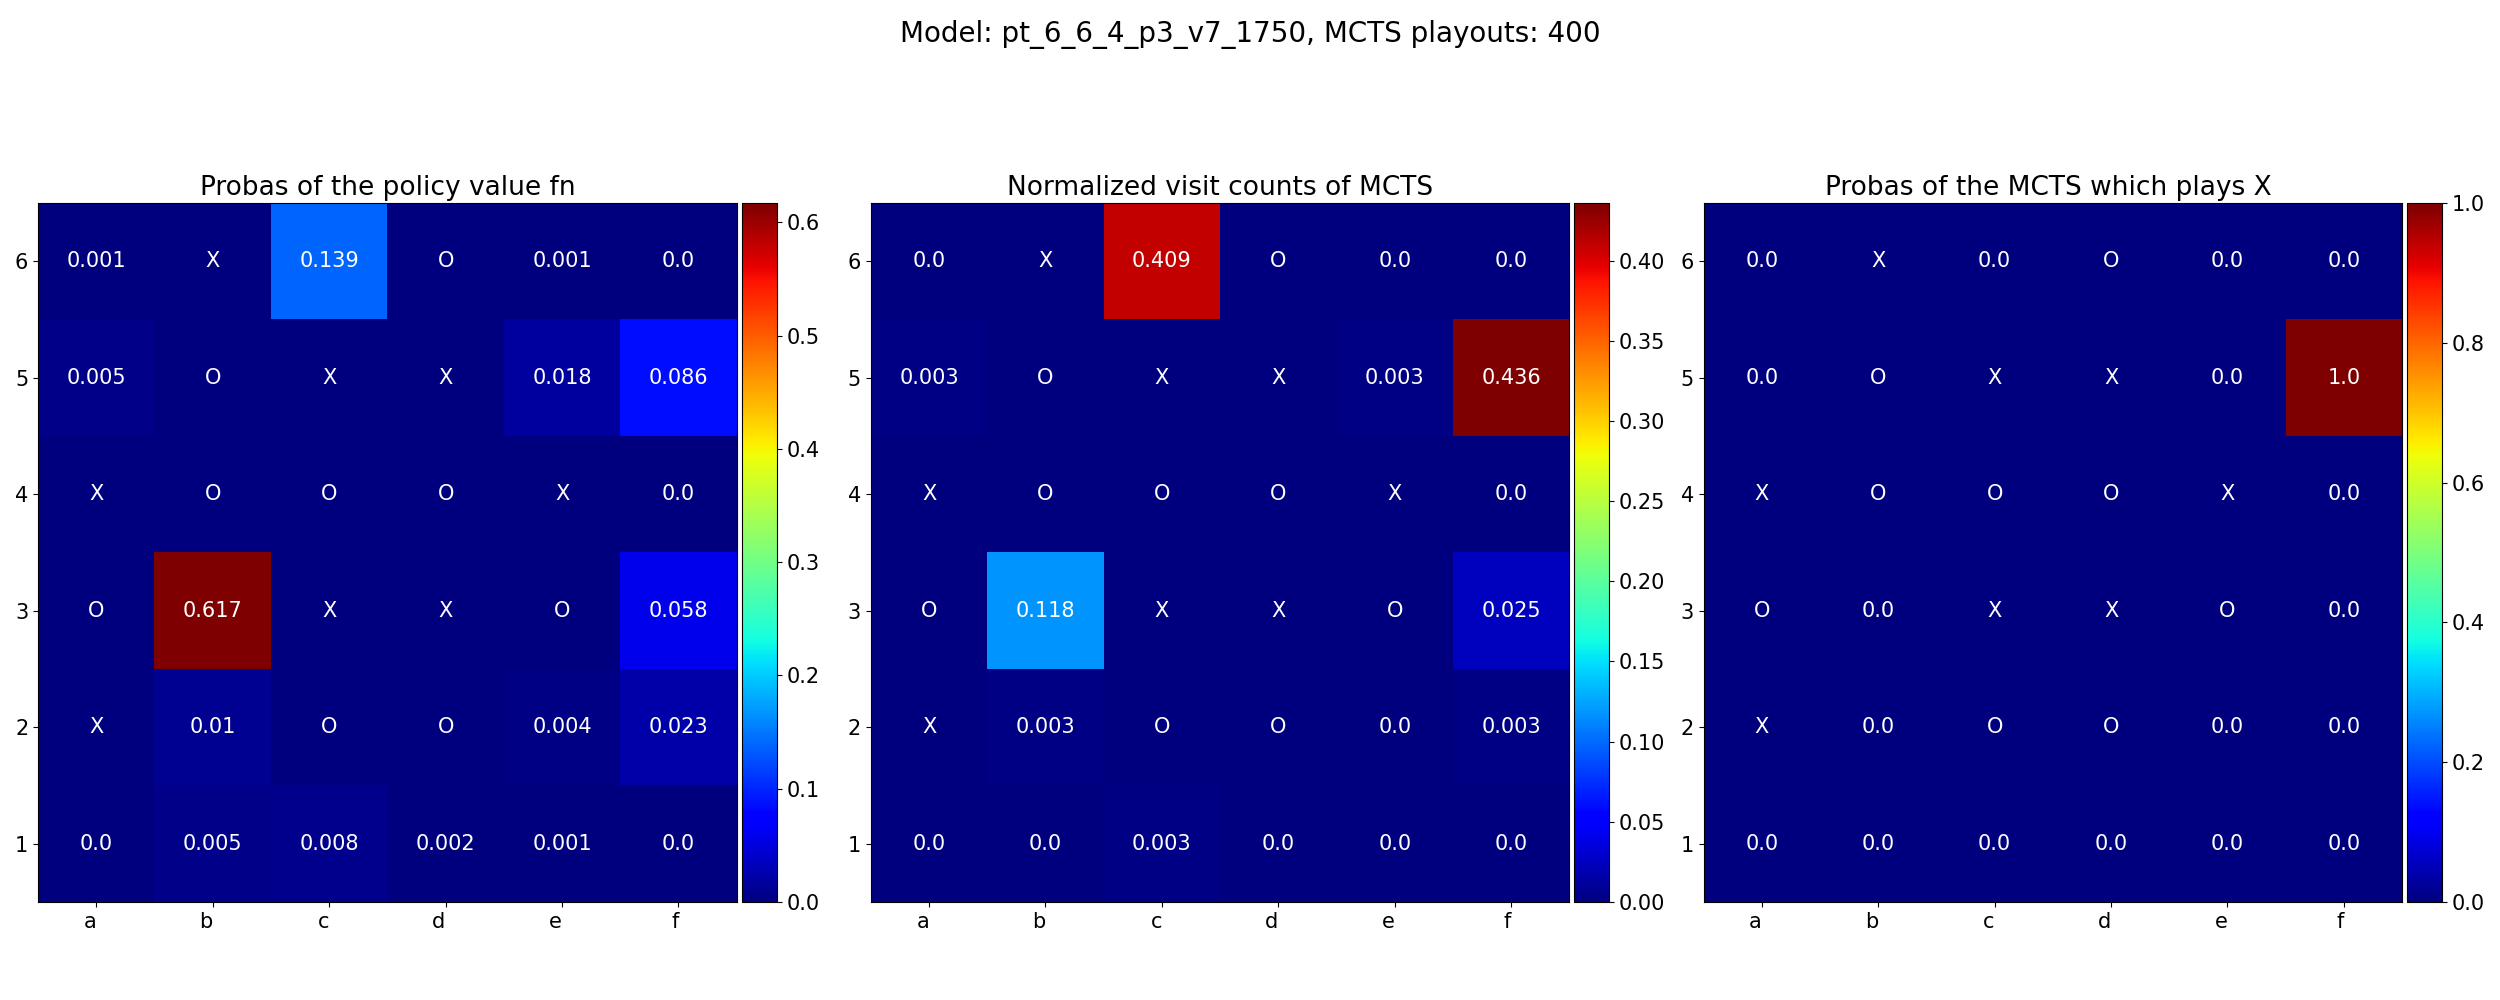 Model: pt_6_6_4_p3_v7_1750, MCTS playouts: 400
Probas of the policy value fn
6 0.001 X 0.139 O 0.001 0.0
5 0.005 O X X 0.018 0.086
4 X O O O X 0.0
3 O 0.617 X X O 0.058
2 X 0.01 O O 0.004 0.023
1 0.0 0.005 0.008 0.002 0.001 0.0
a b c d e f
0.6
0.5
0.4
0.3
0.2
0.1
0.0
Normalized visit counts of MCTS
6 0.0 X 0.409 O 0.0 0.0
5 0.003 O X X 0.003 0.436
4 X O O O X 0.0
3 O 0.118 X X O 0.025
2 X 0.003 O O 0.0 0.003
1 0.0 0.0 0.003 0.0 0.0 0.0
a b c d e f
0.40
0.35
0.30
0.25
0.20
0.15
0.10
0.05
0.00
Probas of the MCTS which plays X
6 0.0 X 0.0 O 0.0 0.0
5 0.0 O X X 0.0 1.0
4 X O O O X 0.0
3 O 0.0 X X O 0.0
2 X 0.0 O O 0.0 0.0
1 0.0 0.0 0.0 0.0 0.0 0.0
a b c d e f
1.0
0.8
0.6
0.4
0.2
0.0